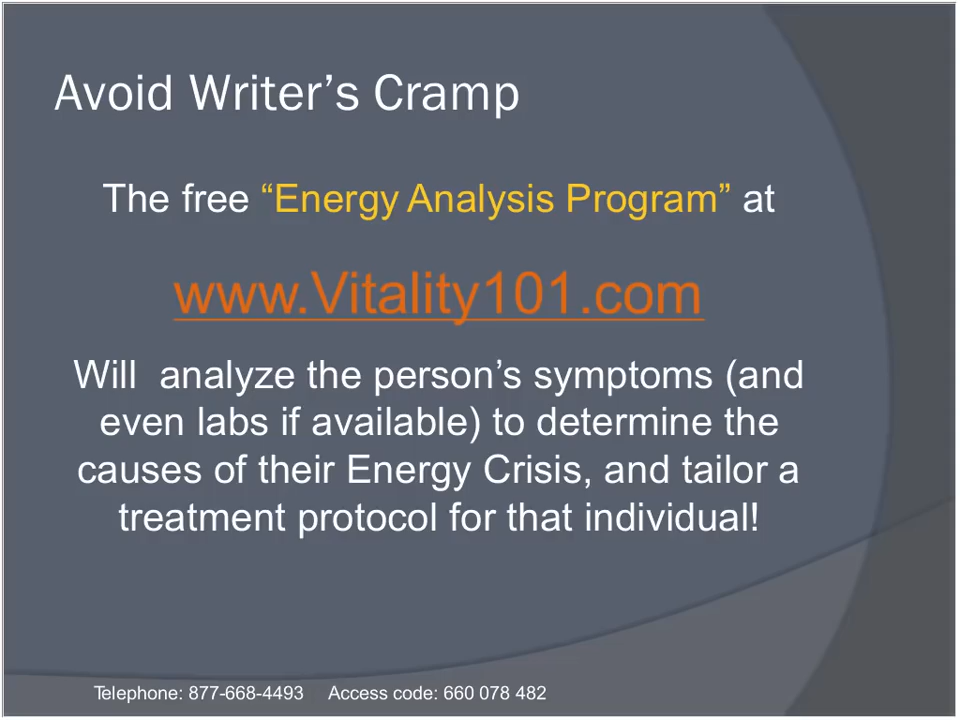 Avoid Writer’s Cramp
The free “Energy Analysis Program” at
www.Vitality101.com
Will  analyze the person’s symptoms (and
even labs if available) to determine the
causes of their Energy Crisis, and tailor a
treatment protocol for that individual!
Telephone: 877-668-4493     Access code: 660 078 482